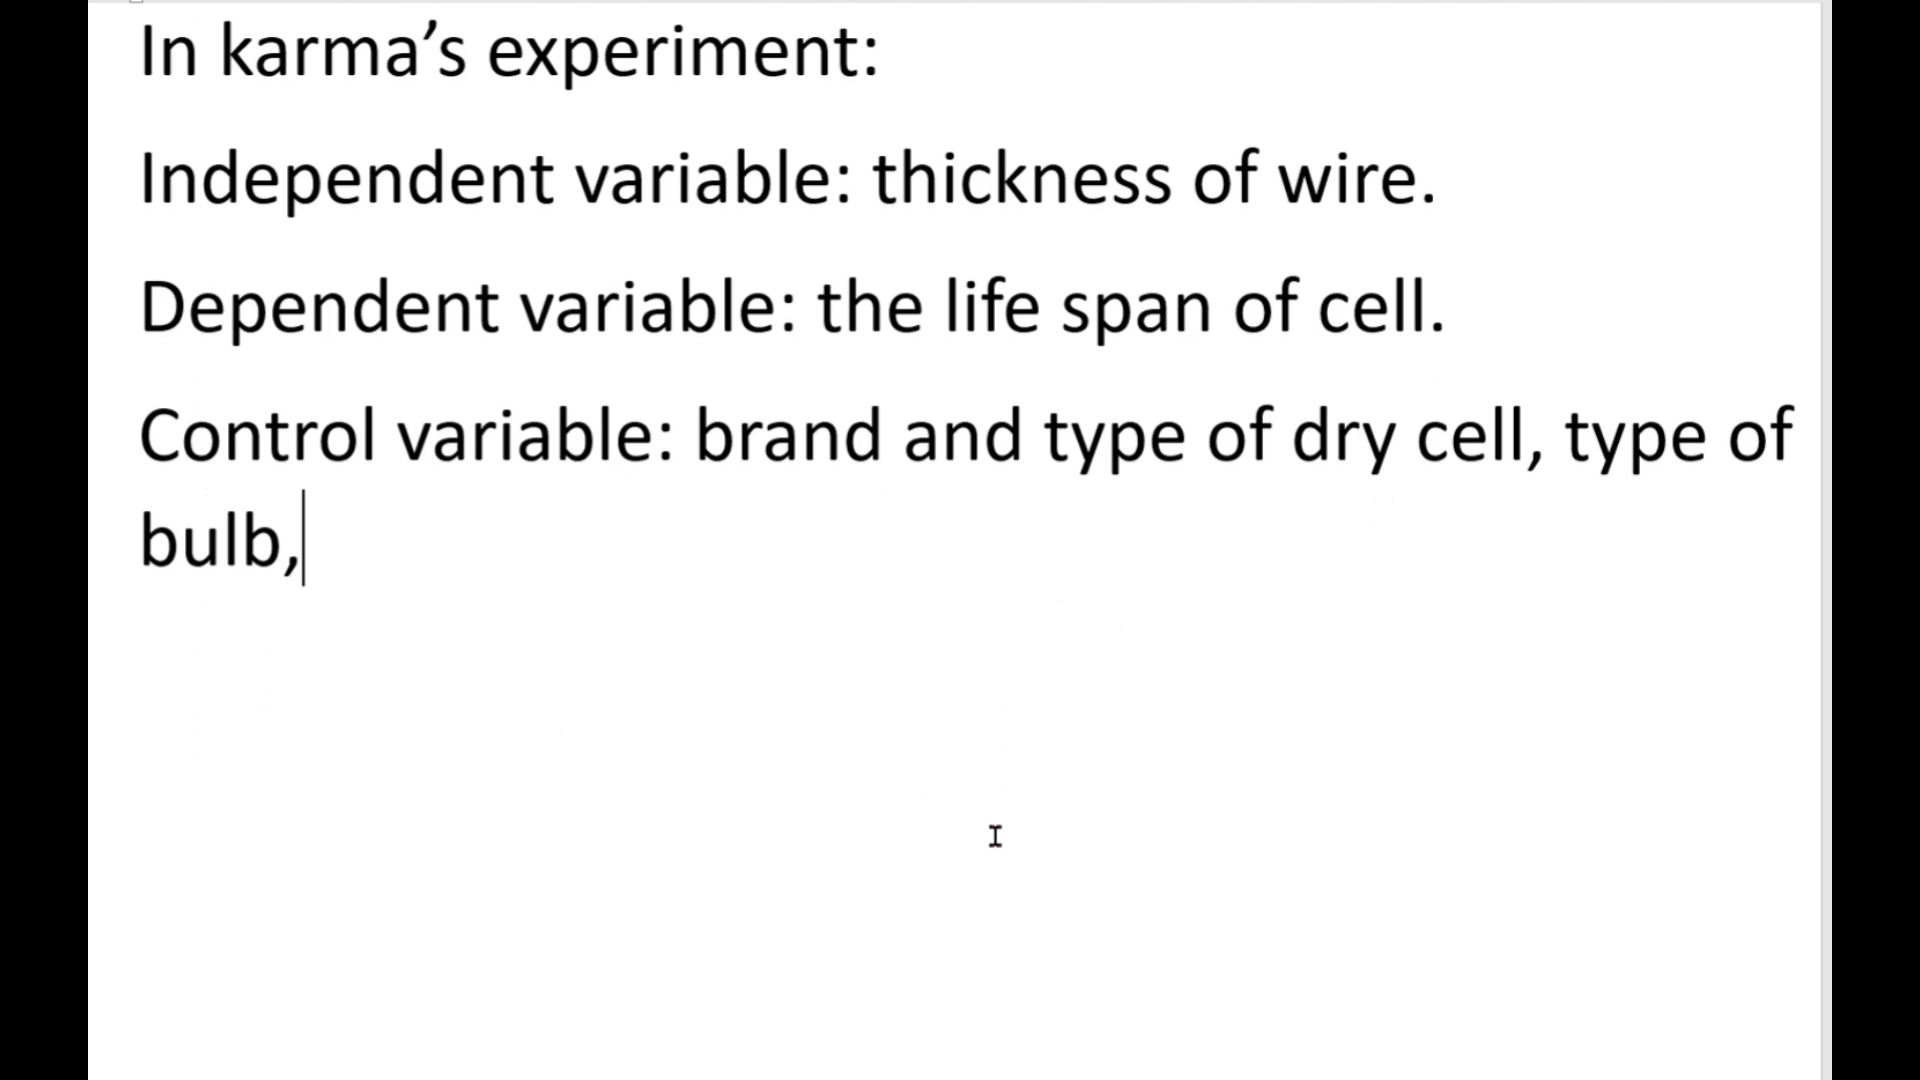 In karma’s experiment:
Independent variable: thickness of wire.
Dependent variable: the life span of cell.
Control variable: brand and type of dry cell, type of
bulb,